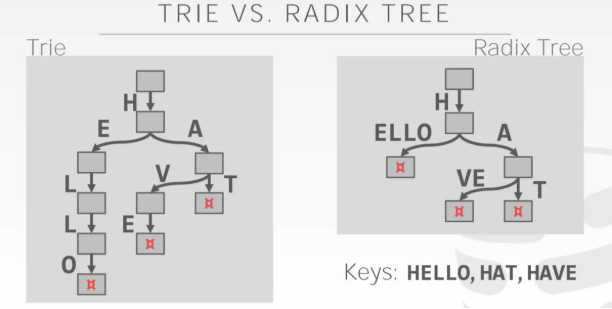 TRIE VS. RADIX TREE
Trie
H
E
A
L
V
T
L
E
O
¤
¤
¤
Radix Tree
H
ELLO
A
¤
VE
T
¤
¤
Keys: HELLO, HAT, HAVE